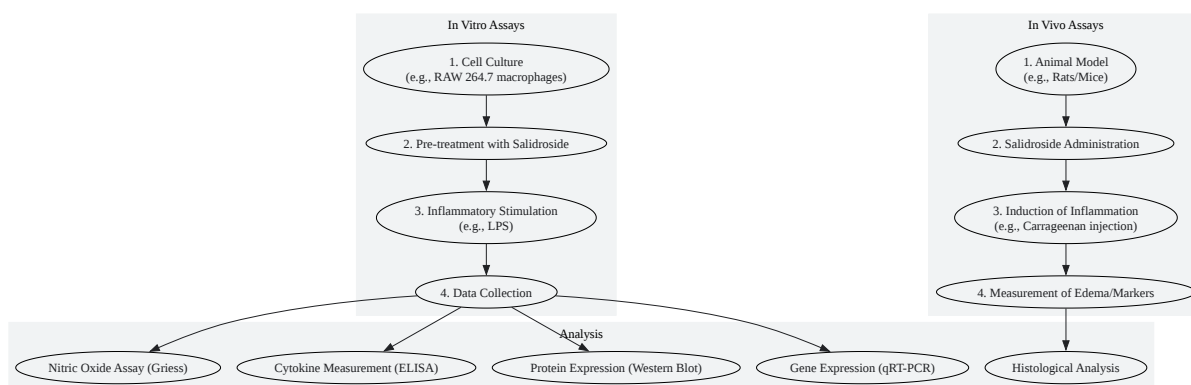 In Vitro Assays
1. Cell Culture
(e.g., RAW 264.7 macrophages)
2. Pre-treatment with Salidroside
3. Inflammatory Stimulation
(e.g., LPS)
4. Data Collection
In Vivo Assays
1. Animal Model
(e.g., Rats/Mice)
2. Salidroside Administration
3. Induction of Inflammation
(e.g., Carrageenan injection)
4. Measurement of Edema/Markers
Analysis
Nitric Oxide Assay (Griess)
Cytokine Measurement (ELISA)
Protein Expression (Western Blot)
Gene Expression (qRT-PCR)
Histological Analysis